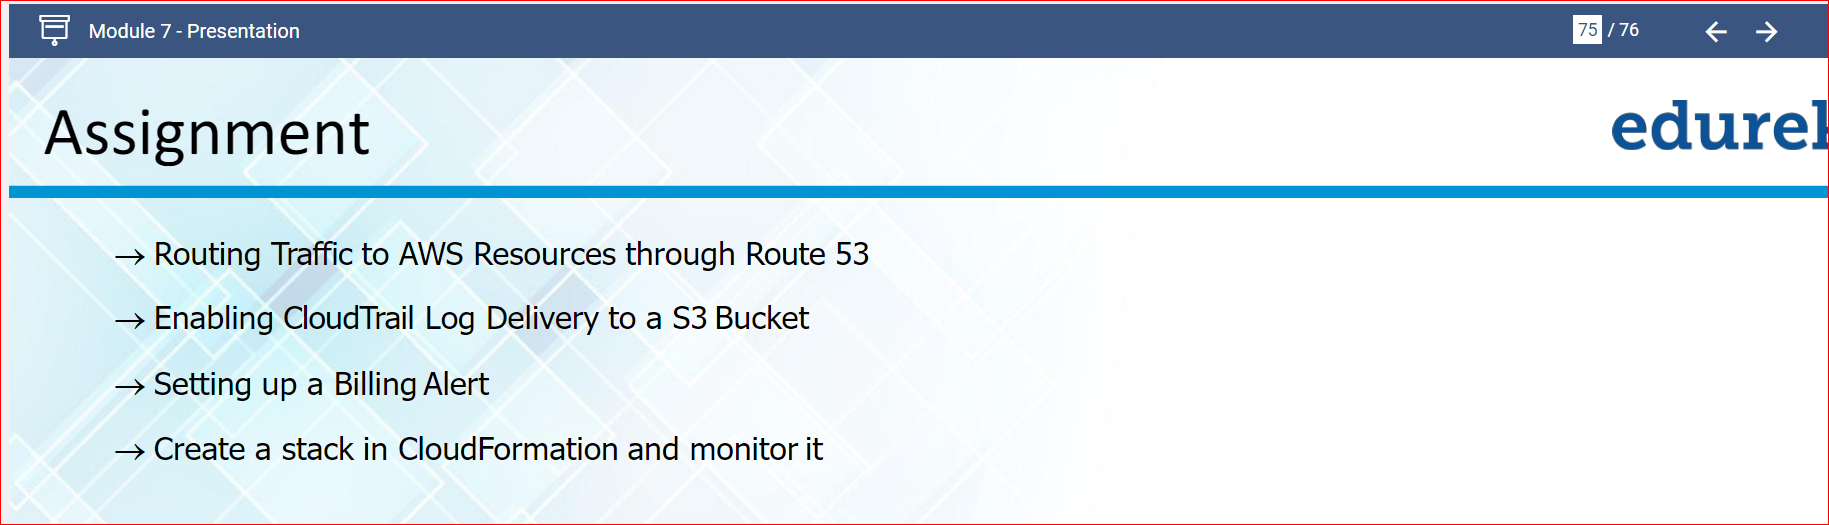 Module 7 - Presentation
75 / 76
Assignment
edurek
→ Routing Traffic to AWS Resources through Route 53
→ Enabling CloudTrail Log Delivery to a S3 Bucket
→ Setting up a Billing Alert
→ Create a stack in CloudFormation and monitor it